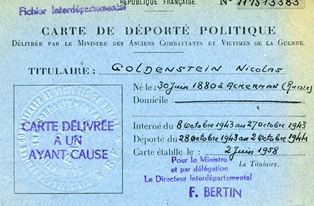 RÉPUBLIQUE FRANÇAISE
Fichier Interdépartemental
N°
CARTE DE DÉPORTÉ POLITIQUE
DÉLIVRÉE PAR LE MINISTRE DES ANCIENS COMBATTANTS ET VICTIMES DE LA GUERRE.
TITULAIRE : GOLDENSTEIN Nicolas
Né le : 30 Juin 1880 à ACKERMAN
Domicile
Interné du 8 octobre 1943 au 27 octobre 1943
Déporté du 28 octobre 1943 au 2 octobre 1944
Carte établie le : 2 Juin 1958
CARTE DÉLIVRÉE
A UN
AYANT CAUSE
Pour le Ministre
et par délégation
Le Titulaire,
Le Directeur Interdépartemental
F. BERTIN